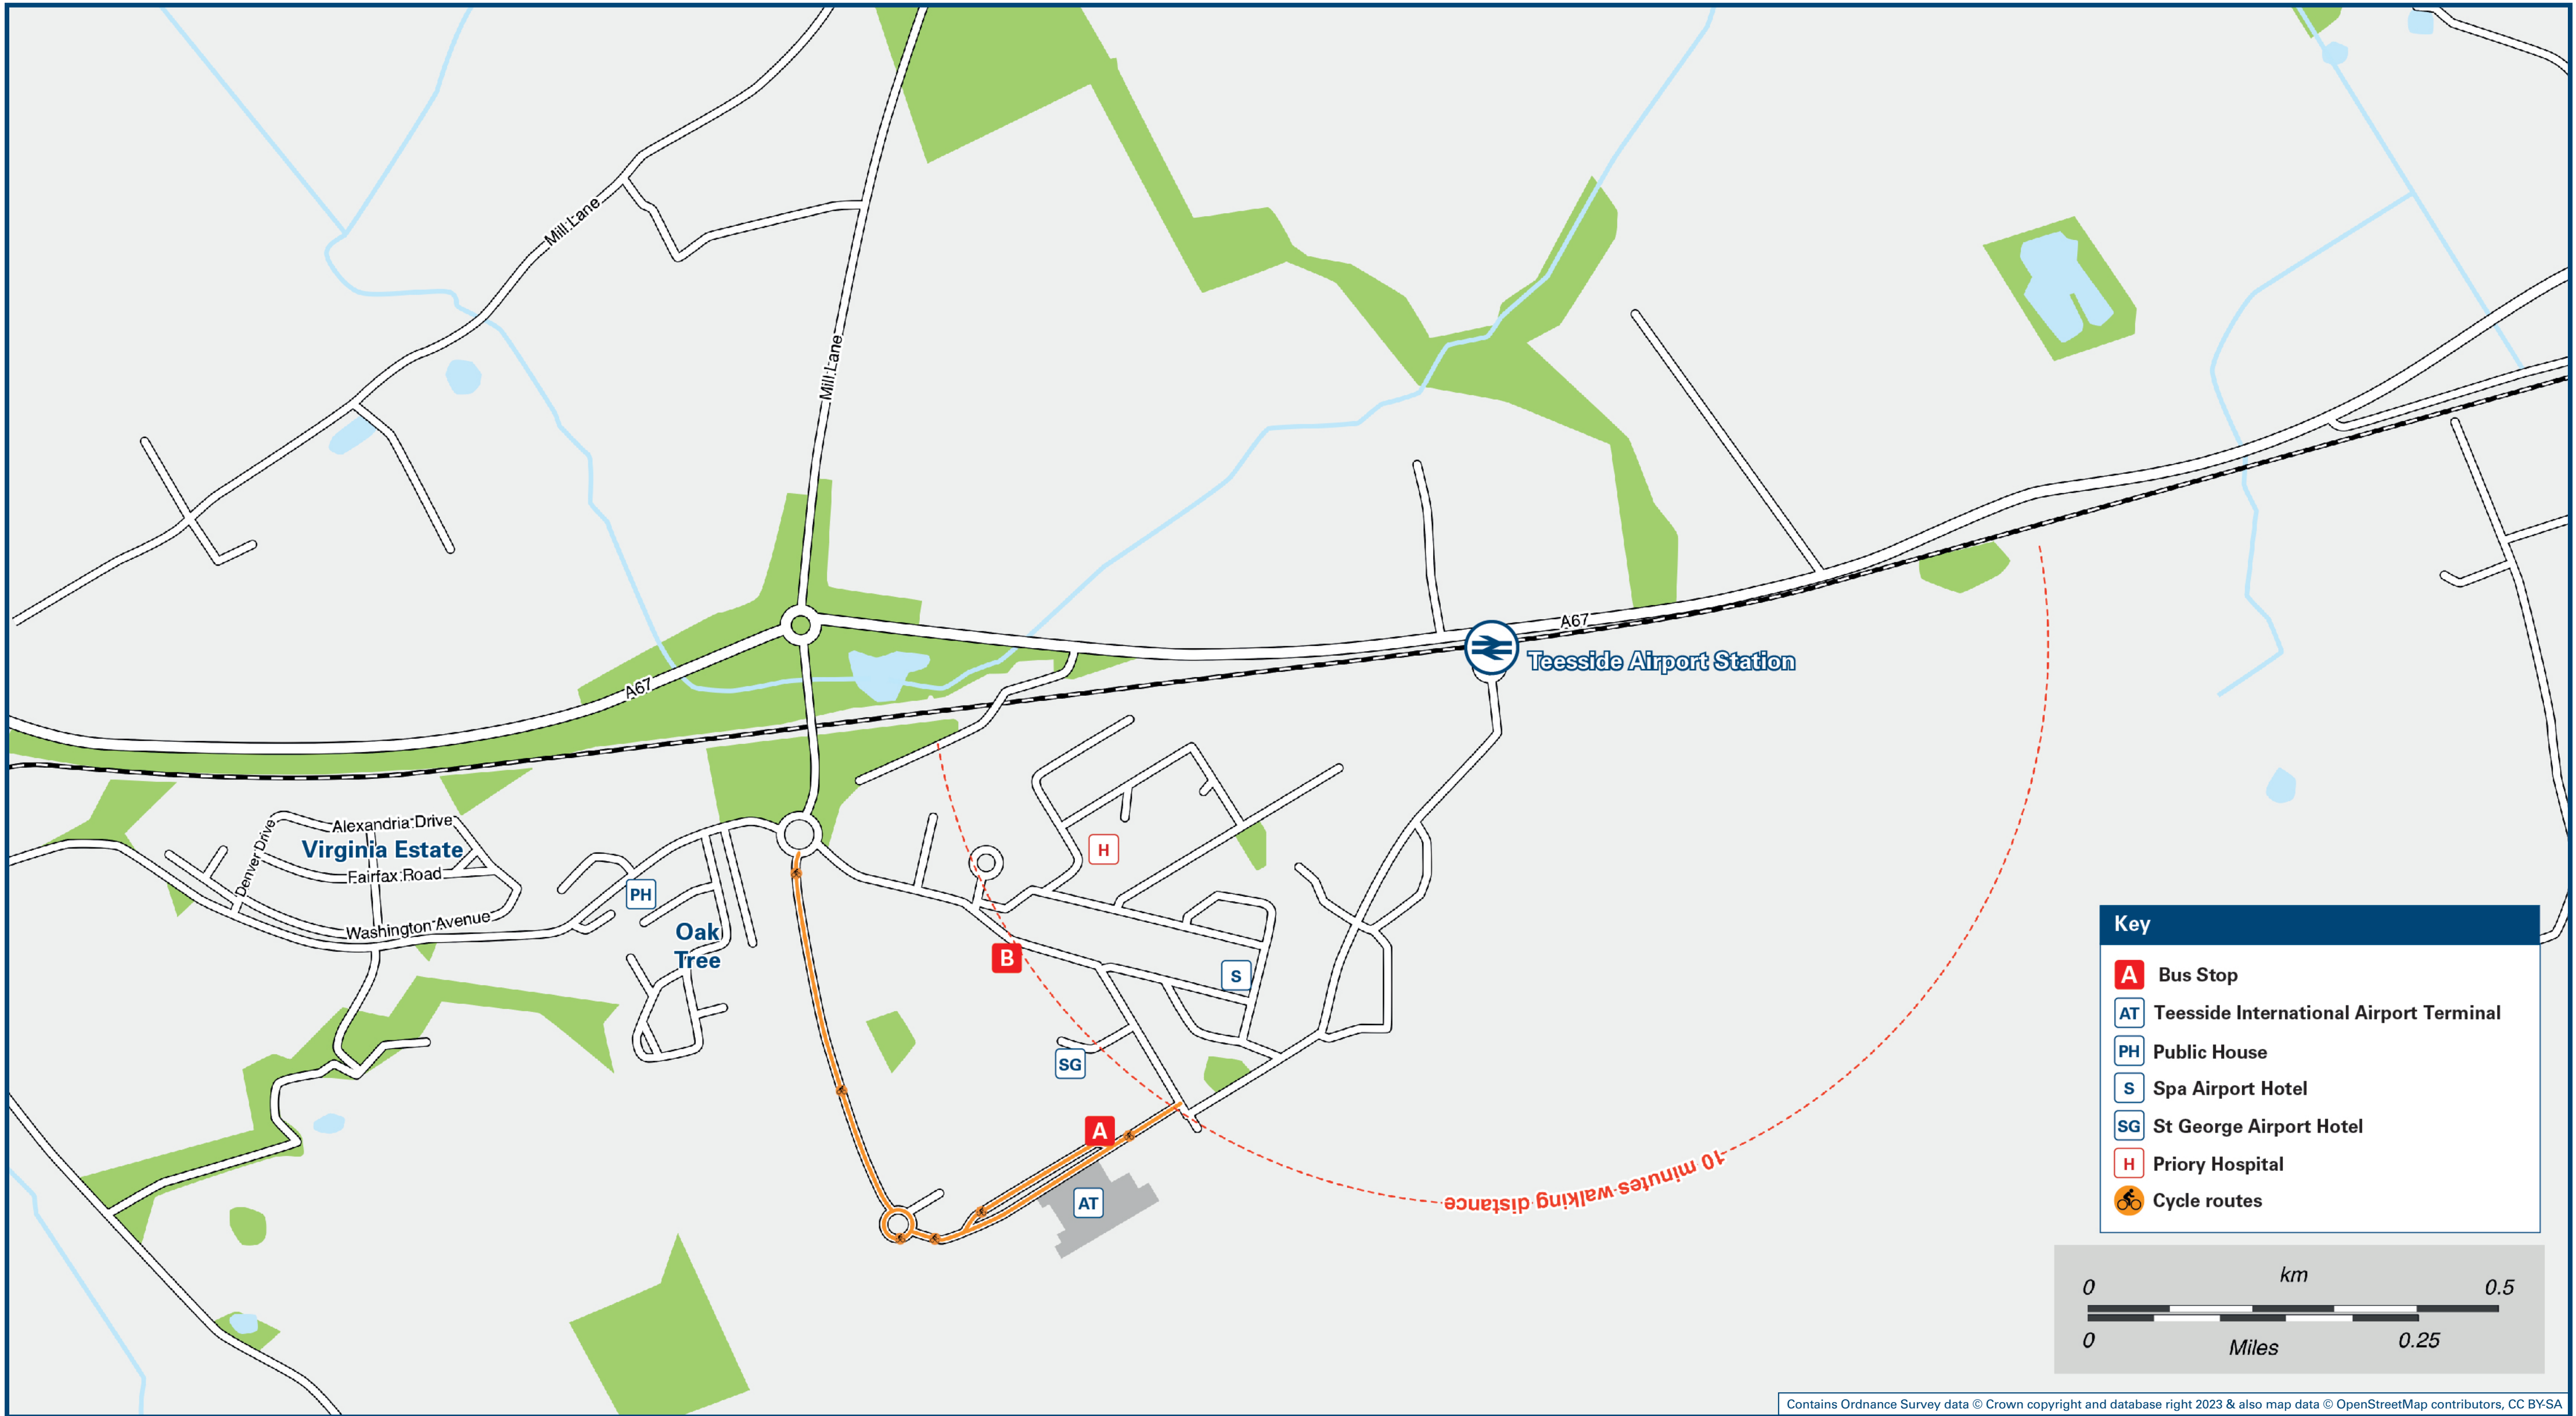 Mill Lane
Mill Lane
A67
Teesside Airport Station
A67
Alexandria Drive
Denver Drive
Virginia Estate
Fairfax Road
Washington Avenue
PH
Oak
Tree
H
B
S
SG
A
AT
10 minutes walking distance
Key
A Bus Stop
AT Teesside International Airport Terminal
PH Public House
S Spa Airport Hotel
SG St George Airport Hotel
H Priory Hospital
Cycle routes
km
0 0.5
0 0.25
Miles
Contains Ordnance Survey data © Crown copyright and database right 2023 & also map data © OpenStreetMap contributors, CC BY-SA